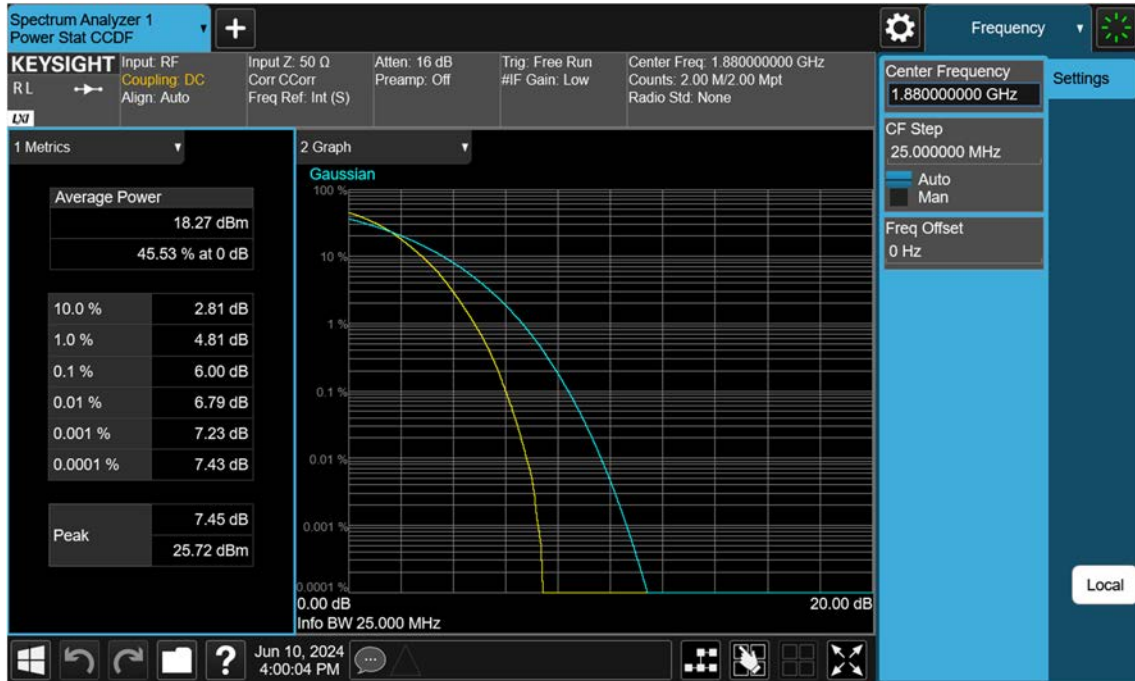 Spectrum Analyzer 1
Power Stat CCDF
Frequency
KEYSIGHT
R L
LXI
Input: RF
Coupling: DC
Align: Auto
Input Z: 50 Ω
Corr CCorr
Freq Ref: Int (S)
Atten: 16 dB
Preamp: Off
Trig: Free Run
#IF Gain: Low
Center Freq: 1.880000000 GHz
Counts: 2.00 M/2.00 Mpt
Radio Std: None
Center Frequency
1.880000000 GHz
Settings
CF Step
25.000000 MHz
Auto
Man
Freq Offset
0 Hz
Local
1 Metrics
Average Power
18.27 dBm
45.53 % at 0 dB
10.0 % 2.81 dB
1.0 % 4.81 dB
0.1 % 6.00 dB
0.01 % 6.79 dB
0.001 % 7.23 dB
0.0001 % 7.43 dB
Peak 7.45 dB
25.72 dBm
2 Graph
Gaussian
100 %
10 %
1 %
0.1 %
0.01 %
0.001 %
0.0001 %
0.00 dB 20.00 dB
Info BW 25.000 MHz
?
Jun 10, 2024
4:00:04 PM